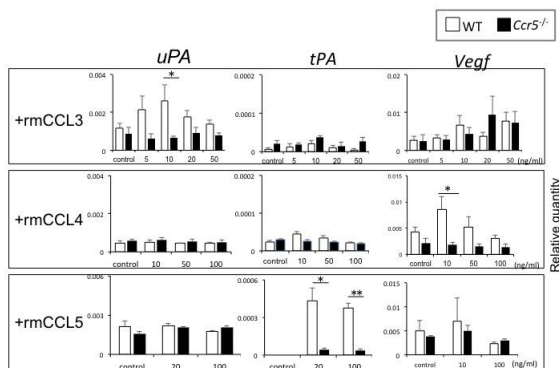 WT Ccr5-/-
uPA tPA Vegf
+rmCCL3
0.004 0.002 0
*
control 5 10 20 50
0.0002 0.0001 0
control 5 10 20 50
0.02 0.01 0
control 5 10 20 50 (ng/ml)
+rmCCL4
0.004 0.002 0
control 10 50 100
0.0002 0.0001 0
control 10 50 100
0.015 0.01 0.005 0
*
control 10 50 100 (ng/ml)
Relative quantity
+rmCCL5
0.005 0.003 0
control 20 100
0.0006 0.0003 0
* **
control 20 100
0.015 0.01 0.005 0
control 10 100 (ng/ml)